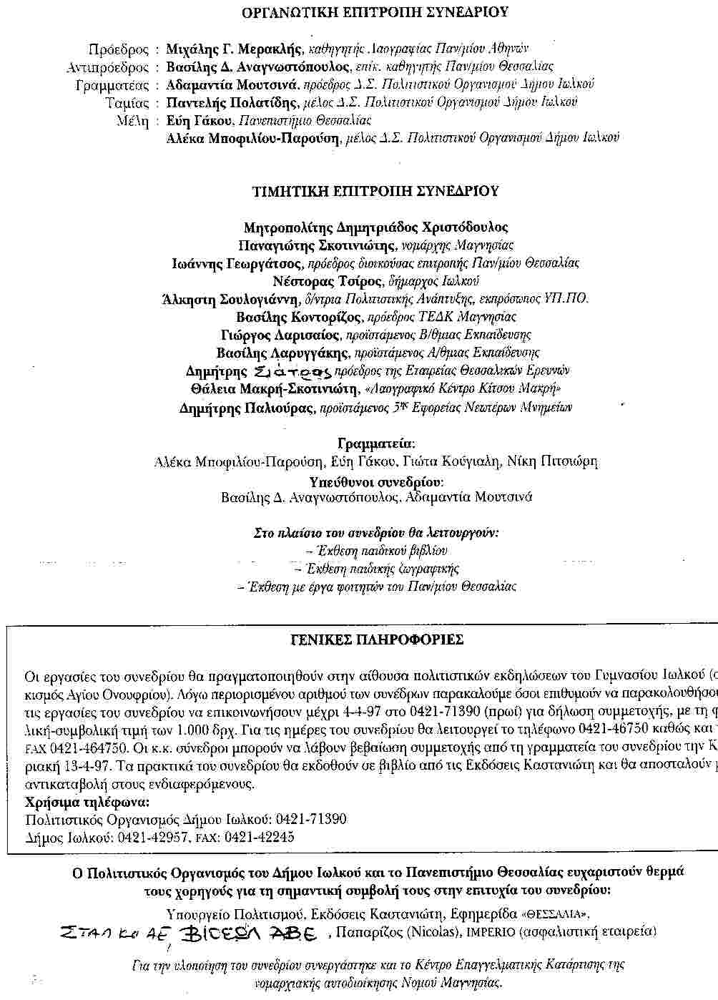 ΟΡΓΑΝΩΤΙΚΗ ΕΠΙΤΡΟΠΗ ΣΥΝΕΔΡΙΟΥ
Πρόεδρος : Μιχάλης Γ. Μερακλής, καθηγητής Λαογραφίας Παν/μίου Αθηνών
Αντιπρόεδρος : Βασίλης Δ. Αναγνωστόπουλος, επίκ. καθηγητής Παν/μίου Θεσσαλίας
Γραμματέας : Αδαμαντία Μουτσινά, πρόεδρος Δ.Σ. Πολιτιστικού Οργανισμού Δήμου Ιωλκού
Ταμίας : Παντελής Πολατίδης, μέλος Δ.Σ. Πολιτιστικού Οργανισμού Δήμου Ιωλκού
Μέλη : Εύη Γάκου, Πανεπιστήμιο Θεσσαλίας
Αλέκα Μποφιλίου-Παρούση, μέλος Δ.Σ. Πολιτιστικού Οργανισμού Δήμου Ιωλκού
ΤΙΜΗΤΙΚΗ ΕΠΙΤΡΟΠΗ ΣΥΝΕΔΡΙΟΥ
Μητροπολίτης Δημητριάδος Χριστόδουλος
Παναγιώτης Σκοτινιώτης, νομάρχης Μαγνησίας
Ιωάννης Γεωργάτσος, πρόεδρος διοικούσας επιτροπής Παν/μίου Θεσσαλίας
Νέστορας Τσίρος, δήμαρχος Ιωλκού
Άλκηστη Σουλογιάννη, δ/ντρια Πολιτιστικής Ανάπτυξης, εκπρόσωπος ΥΠ.ΠΟ.
Βασίλης Κοντορίζος, πρόεδρος ΤΕΔΚ Μαγνησίας
Γιώργος Λαρισαίος, προϊστάμενος Β/θμιας Εκπαίδευσης
Βασίλης Λαρυγγάκης, προϊστάμενος Α/θμιας Εκπαίδευσης
Δημήτρης Σιάτρας πρόεδρος της Εταιρείας Θεσσαλικών Ερευνών
Θάλεια Μακρή-Σκοτινιώτη, «Λαογραφικό Κέντρο Κίτσου Μακρή»
Δημήτρης Παλιούρας, προϊστάμενος 5ης Εφορείας Νεωτέρων Μνημείων
Γραμματεία:
Αλέκα Μποφιλίου-Παρούση, Εύη Γάκου, Γιώτα Κούγιαλη, Νίκη Πιτσιώρη
Υπεύθυνοι συνεδρίου:
Βασίλης Δ. Αναγνωστόπουλος, Αδαμαντία Μουτσινά
Στο πλαίσιο του συνεδρίου θα λειτουργούν:
– Έκθεση παιδικού βιβλίου
– Έκθεση παιδικής ζωγραφικής
– Έκθεση με έργα φοιτητών του Παν/μίου Θεσσαλίας
ΓΕΝΙΚΕΣ ΠΛΗΡΟΦΟΡΙΕΣ
Οι εργασίες του συνεδρίου θα πραγματοποιηθούν στην αίθουσα πολιτιστικών εκδηλώσεων του Γυμνασίου Ιωλκού (ο
κισμός Αγίου Ονουφρίου). Λόγω περιορισμένου αριθμού των συνέδρων παρακαλούμε όσοι επιθυμούν να παρακολουθήσου
τις εργασίες του συνεδρίου να επικοινωνήσουν μέχρι 4-4-97 στο 0421-71390 (πρωί) για δήλωση συμμετοχής, με τη φ
λική-συμβολική τιμή των 1.000 δρχ. Για τις ημέρες του συνεδρίου θα λειτουργεί το τηλέφωνο 0421-46750 καθώς και τ
FAX 0421-464750. Οι κ.κ. σύνεδροι μπορούν να λάβουν βεβαίωση συμμετοχής από τη γραμματεία του συνεδρίου την Κ
ριακή 13-4-97. Τα πρακτικά του συνεδρίου θα εκδοθούν σε βιβλίο από τις Εκδόσεις Καστανιώτη και θα αποσταλούν μ
αντικαταβολή στους ενδιαφερόμενους.
Χρήσιμα τηλέφωνα:
Πολιτιστικός Οργανισμός Δήμου Ιωλκού: 0421-71390
Δήμος Ιωλκού: 0421-42957, FAX: 0421-42245
Ο Πολιτιστικός Οργανισμός του Δήμου Ιωλκού και το Πανεπιστήμιο Θεσσαλίας ευχαριστούν θερμά
τους χορηγούς για τη σημαντική συμβολή τους στην επιτυχία του συνεδρίου:
Υπουργείο Πολιτισμού, Εκδόσεις Καστανιώτη, Εφημερίδα «ΘΕΣΣΑΛΙΑ»,
ΑΕ ΑΒΕ , Παπαρίζος (Nicolas), IMPERIO (ασφαλιστική εταιρεία)
Για την υλοποίηση του συνεδρίου συνεργάστηκε και το Κέντρο Επαγγελματικής Κατάρτισης της
νομαρχιακής αυτοδιοίκησης Νομού Μαγνησίας.